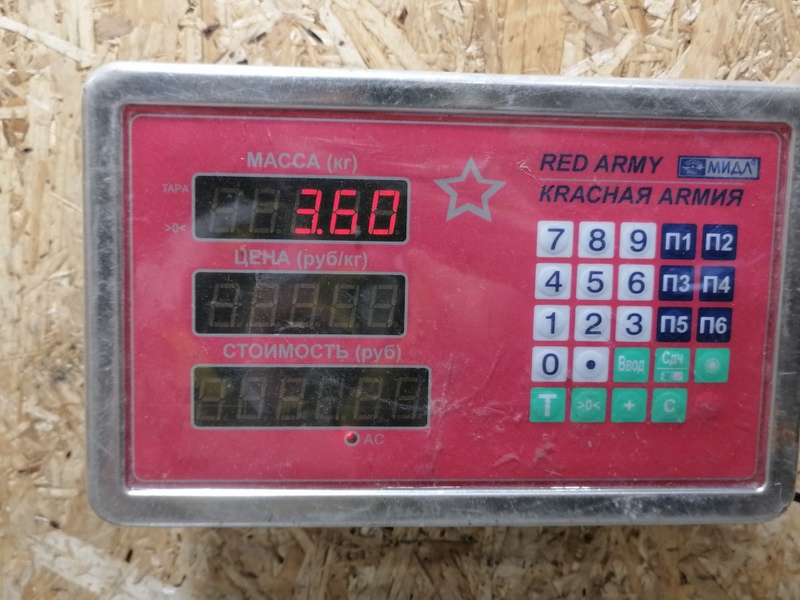 МАССА (кг)
ТАРА
3.60
>0<
ЦЕНА (руб/кг)
СТОИМОСТЬ (руб)
AC
RED ARMY МИДЛ
КRАСНАЯ АRМИЯ
7 8 9 П1 П2
4 5 6 П3 П4
1 2 3 П5 П6
0 • Ввод Сдч
T >0< + C